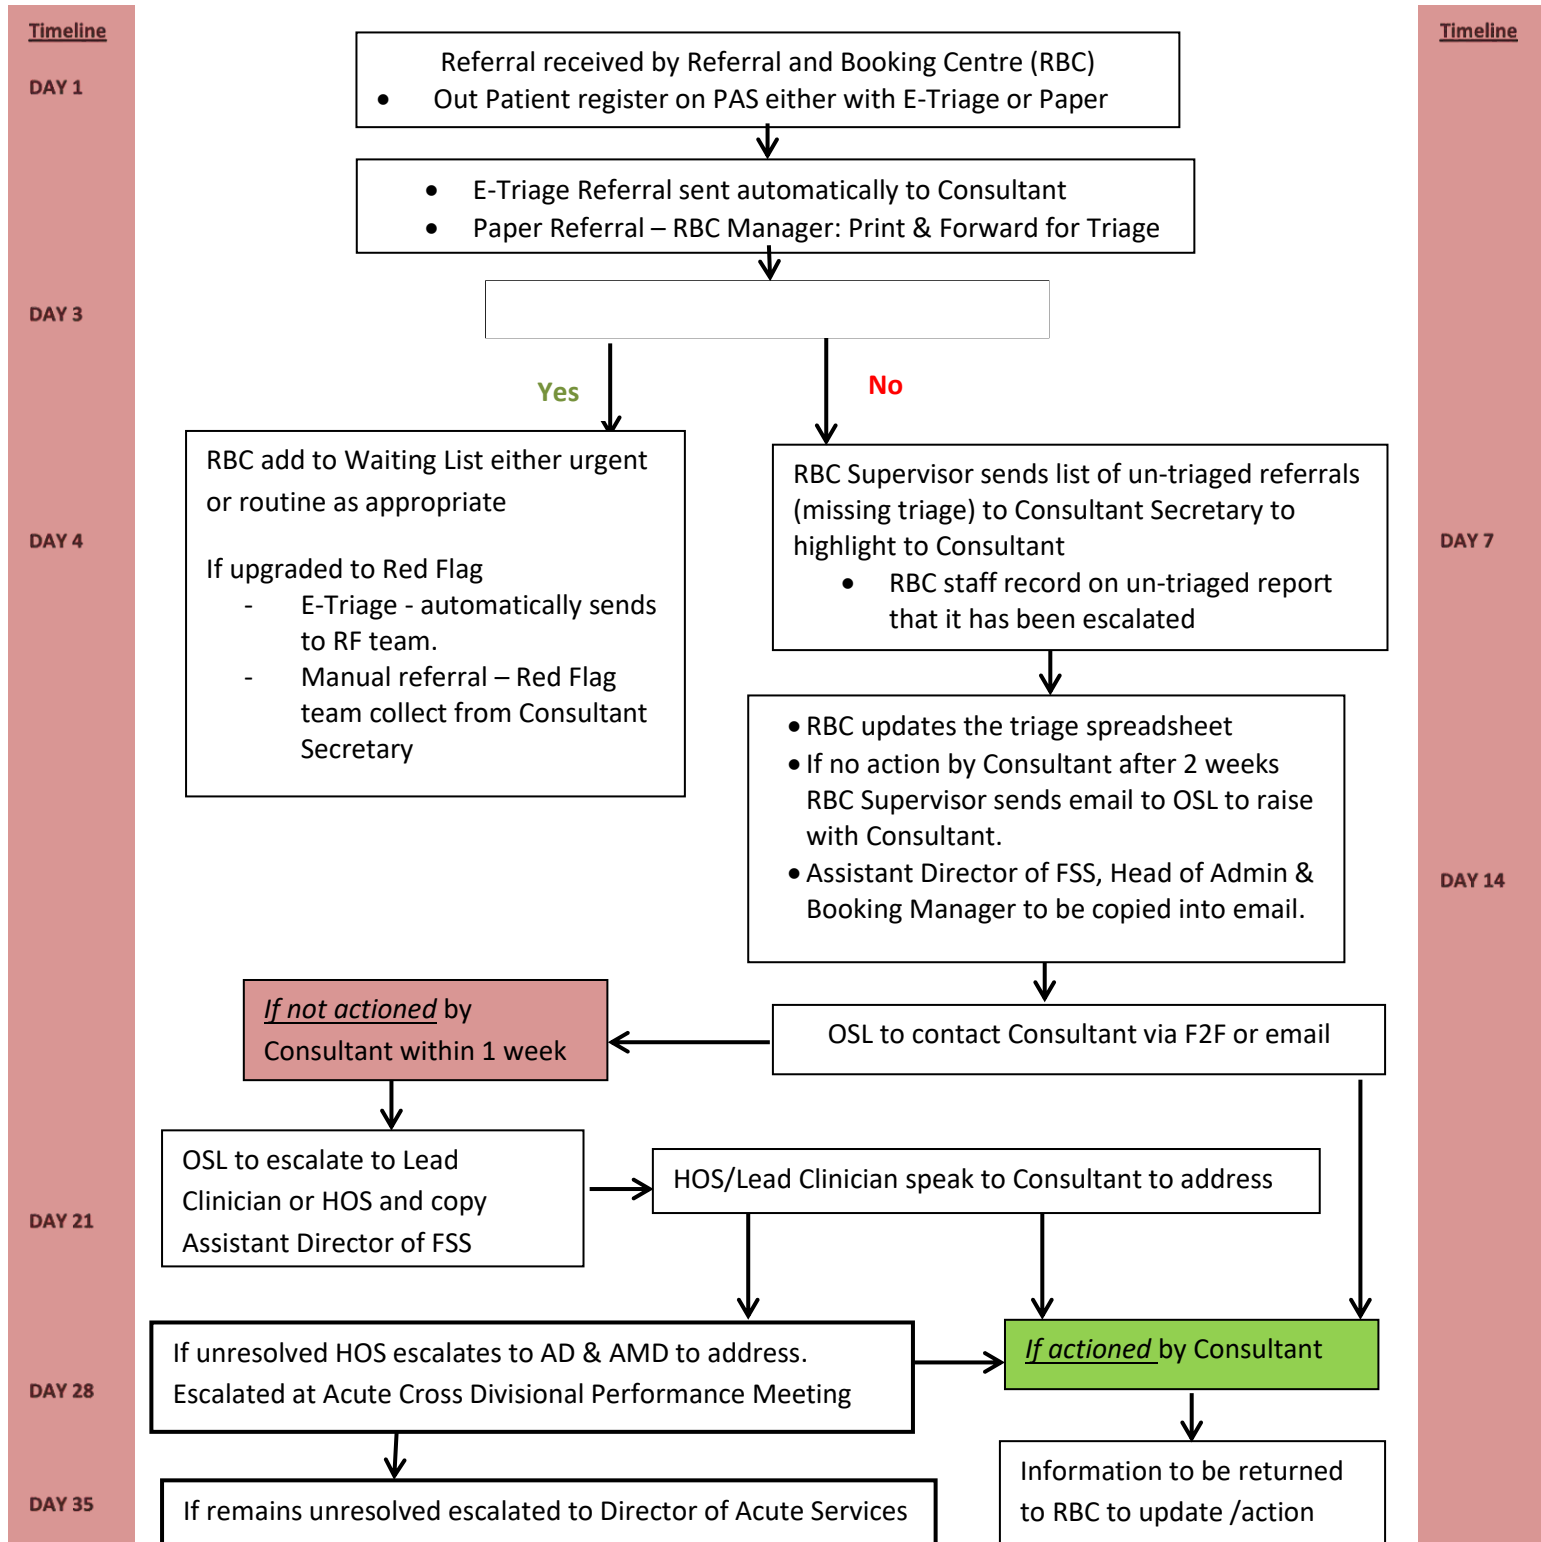 Timeline
Timeline
DAY 1
Referral received by Referral and Booking Centre (RBC)
• Out Patient register on PAS either with E-Triage or Paper
• E-Triage Referral sent automatically to Consultant
• Paper Referral – RBC Manager: Print & Forward for Triage
DAY 3
Yes
No
RBC add to Waiting List either urgent
or routine as appropriate
If upgraded to Red Flag
- E-Triage - automatically sends
to RF team.
- Manual referral – Red Flag
team collect from Consultant
Secretary
DAY 4
RBC Supervisor sends list of un-triaged referrals
(missing triage) to Consultant Secretary to
highlight to Consultant
• RBC staff record on un-triaged report
that it has been escalated
DAY 7
• RBC updates the triage spreadsheet
• If no action by Consultant after 2 weeks
RBC Supervisor sends email to OSL to raise
with Consultant.
• Assistant Director of FSS, Head of Admin &
Booking Manager to be copied into email.
DAY 14
OSL to contact Consultant via F2F or email
If not actioned by
Consultant within 1 week
OSL to escalate to Lead
Clinician or HOS and copy
Assistant Director of FSS
DAY 21
HOS/Lead Clinician speak to Consultant to address
If unresolved HOS escalates to AD & AMD to address.
Escalated at Acute Cross Divisional Performance Meeting
DAY 28
If actioned by Consultant
Information to be returned
to RBC to update /action
DAY 35
If remains unresolved escalated to Director of Acute Services